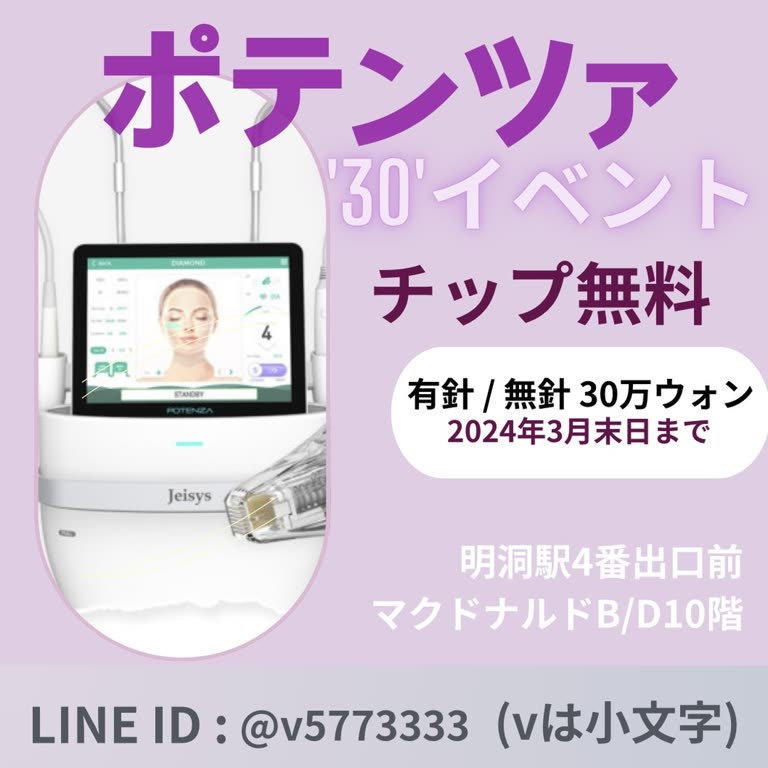 ポテンツァ
'30'イベント
チップ無料
有針 / 無針 30万ウォン
2024年3月末日まで
BACK
DIAMOND
4
STANDBY
POTENZA
Jeisys
明洞駅4番出口前
マクドナルドB/D10階
LINE ID : @v5773333 (vは小文字)